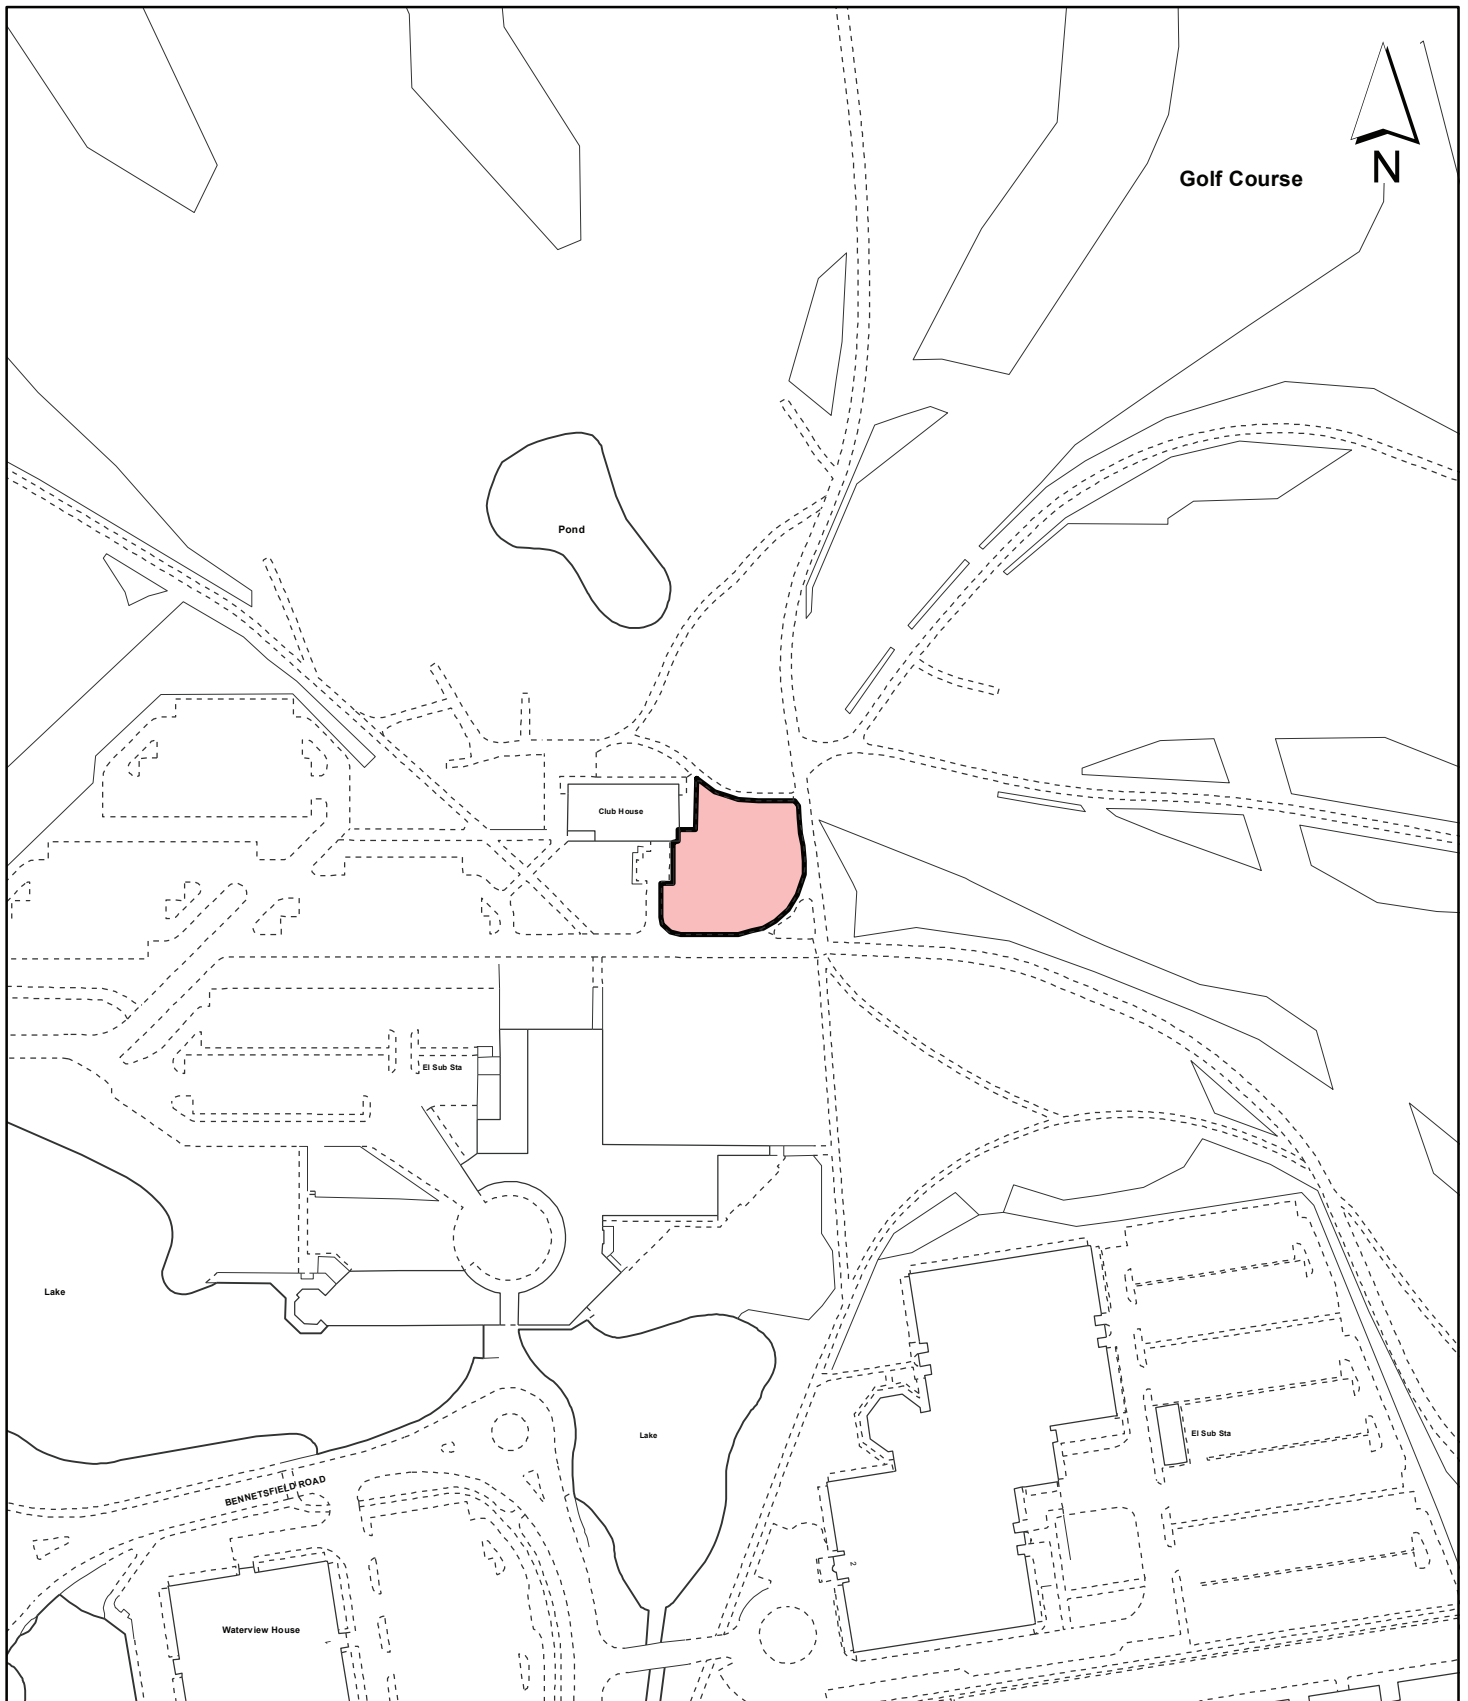 N
Golf Course
Pond
Club House
El Sub Sta
Lake
Lake
El Sub Sta
BENNETSFIELD ROAD
2
Waterview House